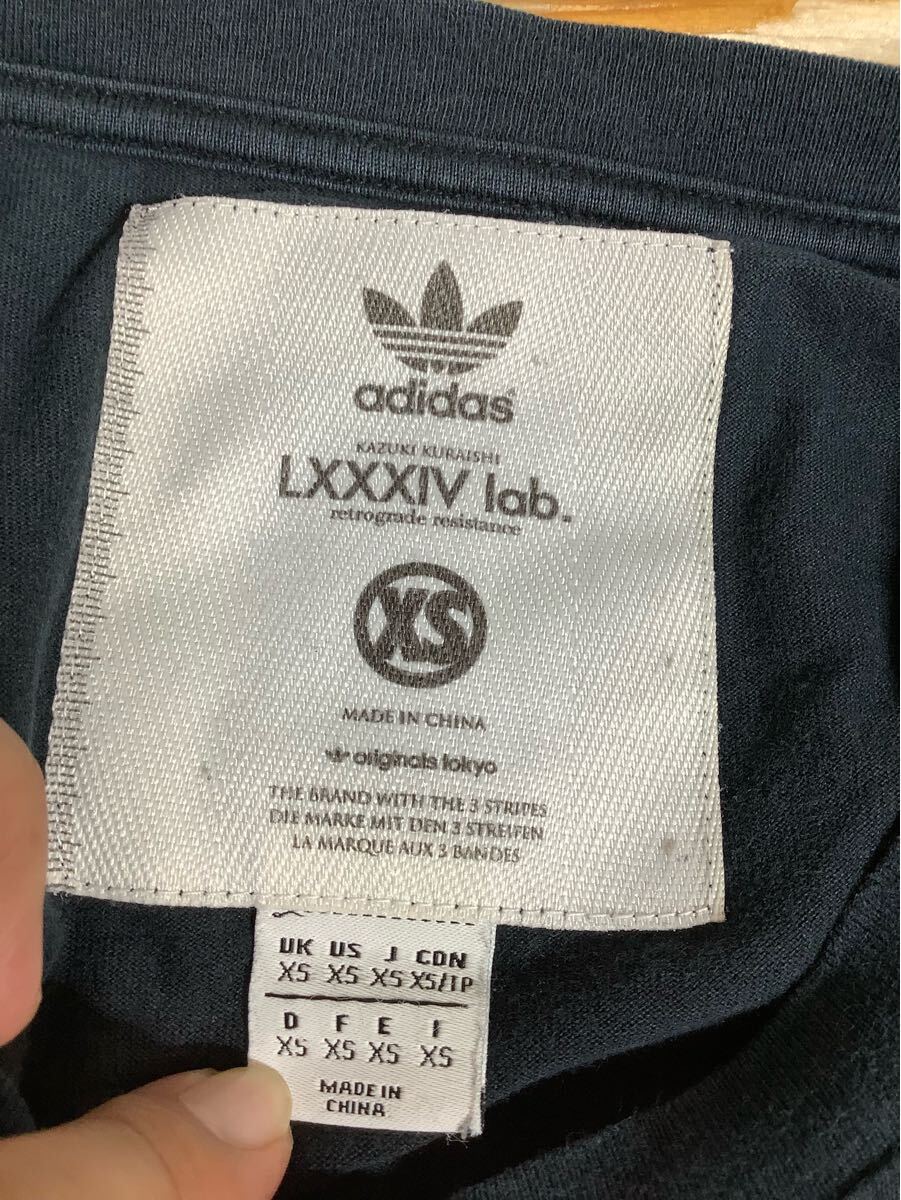 adidas
KAZUKI KURAISHI
LXXXIV lab.
retrograde resistance
XS
MADE IN CHINA
originals tokyo
THE BRAND WITH THE 3 STRIPES
DIE MARKE MIT DEN 3 STREIFEN
LA MARQUE AUX 3 BANDES
UK US J CDN
XS XS XS XS/TP
D F E I
XS XS XS XS
MADE IN
CHINA